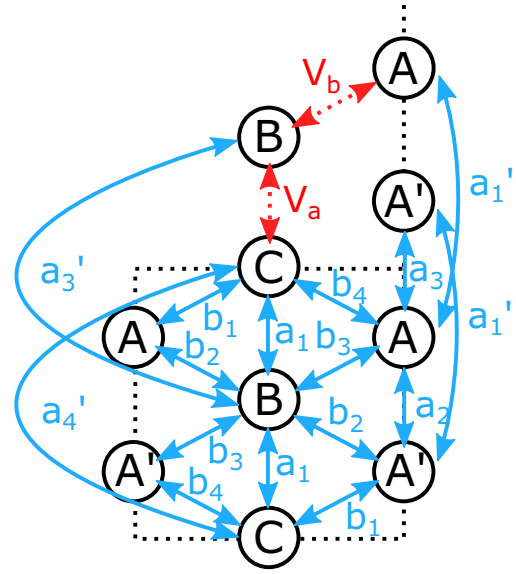 A
V_b
B
a_1'
A'
V_a
a_3'
C
a_3
a_1'
b_4
b_1
A
a_1
b_3
A
b_2
a_4'
B
a_2
b_2
b_3
A'
a_1
A'
b_4
b_1
C